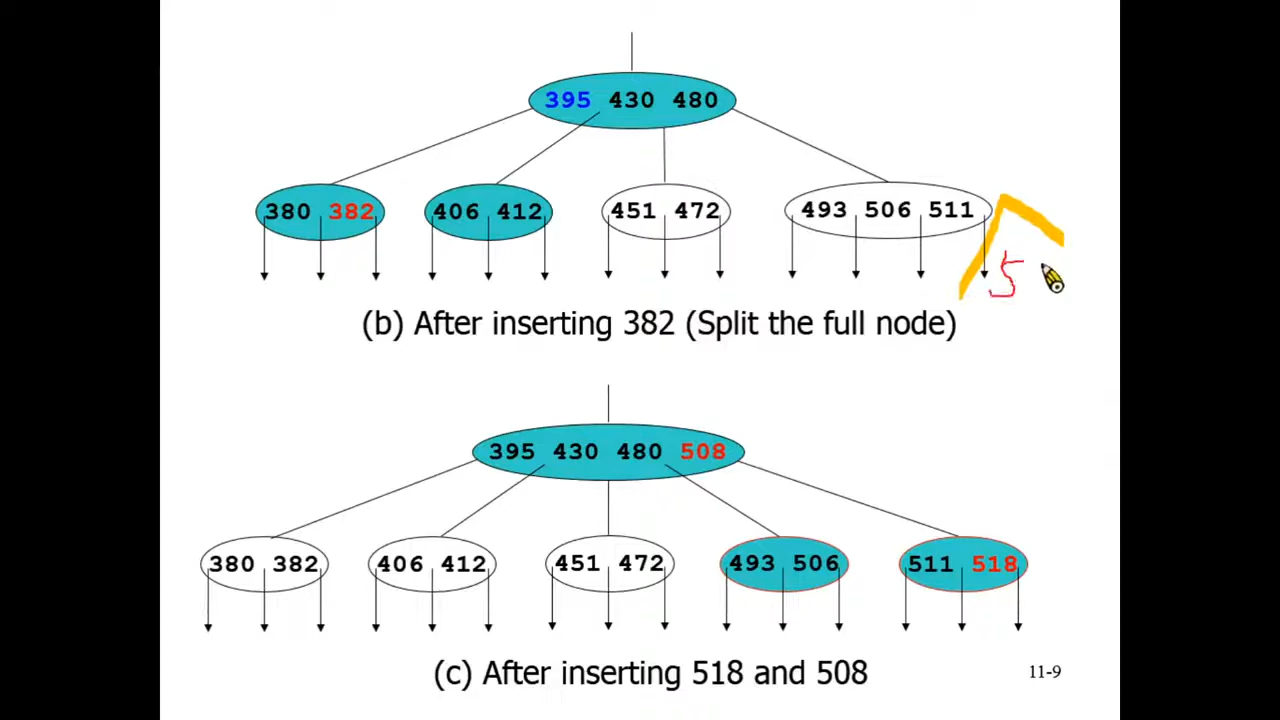 395 430 480
380 382 406 412 451 472 493 506 511
5
(b) After inserting 382 (Split the full node)
395 430 480 508
380 382 406 412 451 472 493 506 511 518
(c) After inserting 518 and 508
11-9